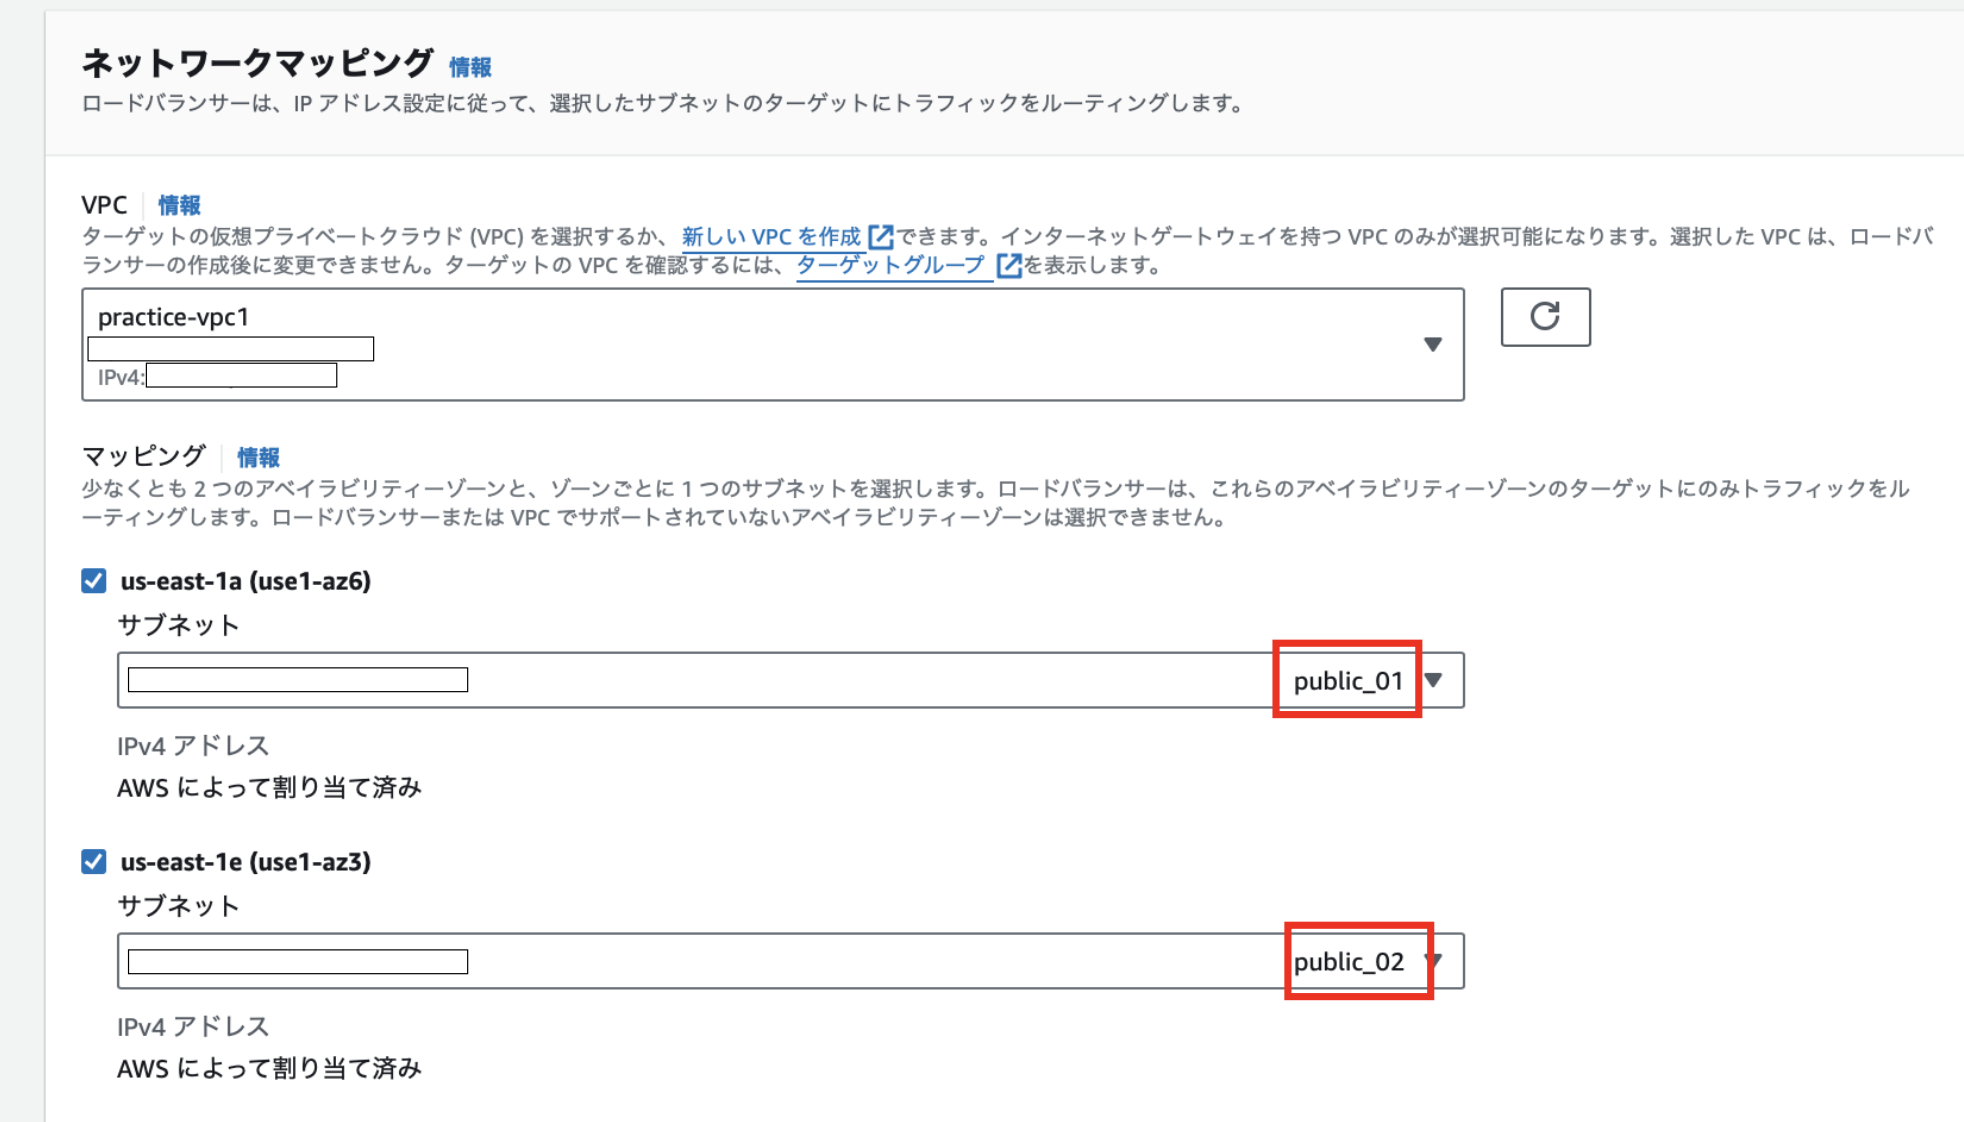 ネットワークマッピング 情報
ロードバランサーは、IP アドレス設定に従って、選択したサブネットのターゲットにトラフィックをルーティングします。
VPC 情報
ターゲットの仮想プライベートクラウド (VPC) を選択するか、新しい VPC を作成できます。インターネットゲートウェイを持つ VPC のみが選択可能になります。選択した VPC は、ロードバ
ランサーの作成後に変更できません。ターゲットの VPC を確認するには、ターゲットグループ を表示します。
practice-vpc1
IPv4:
マッピング 情報
少なくとも 2 つのアベイラビリティーゾーンと、ゾーンごとに 1 つのサブネットを選択します。ロードバランサーは、これらのアベイラビリティーゾーンのターゲットにのみトラフィックをル
ーティングします。ロードバランサーまたは VPC でサポートされていないアベイラビリティーゾーンは選択できません。
us-east-1a (use1-az6)
サブネット
public_01
IPv4 アドレス
AWS によって割り当て済み
us-east-1e (use1-az3)
サブネット
public_02
IPv4 アドレス
AWS によって割り当て済み